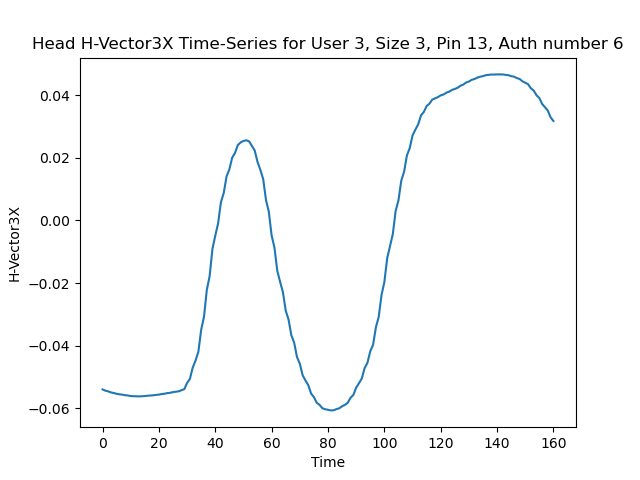 Head H-Vector3X Time-Series for User 3, Size 3, Pin 13, Auth number 6
H-Vector3X
0.04
0.02
0.00
−0.02
−0.04
−0.06
0 20 40 60 80 100 120 140 160
Time